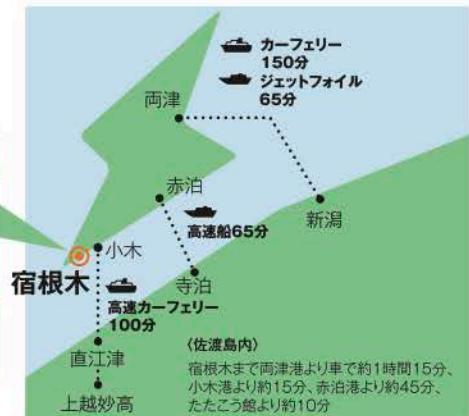 カーフェリー
150分
ジェットフォイル
65分
両津
赤泊
新潟
高速船65分
小木
宿根木
寺泊
高速カーフェリー
100分
直江津
上越妙高
〈佐渡島内〉
宿根木まで両津港より車で約1時間15分、
小木港より約15分、赤泊港より約45分、
たたこう館より約10分